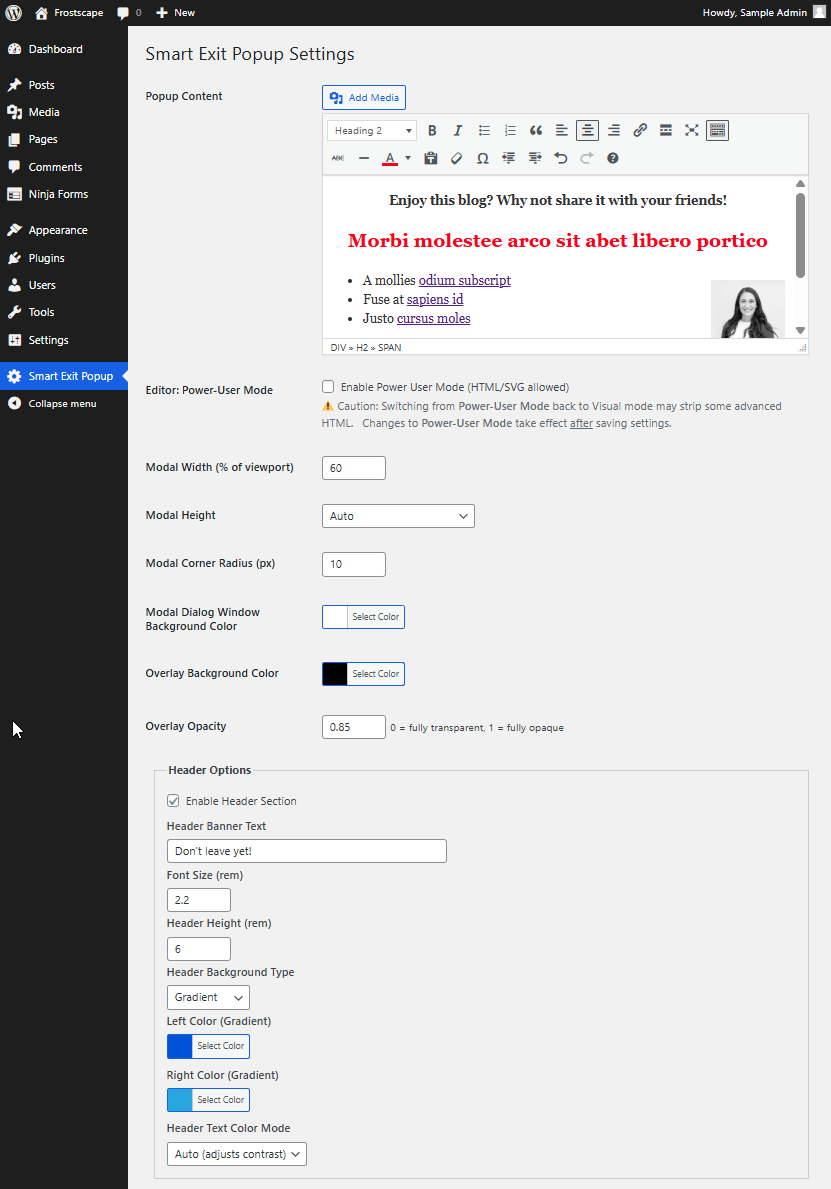 Frostscape 0 New Howdy, Sample Admin
Dashboard
Posts
Media
Pages
Comments
Ninja Forms
Appearance
Plugins
Users
Tools
Settings
Smart Exit Popup
Collapse menu
Smart Exit Popup Settings
Popup Content
Add Media
Heading 2
ABC
Enjoy this blog? Why not share it with your friends!
Morbi molestee arco sit abet libero portico
• A mollies odium subscript
• Fuse at sapiens id
• Justo cursus moles
DIV » H2 » SPAN
Editor: Power-User Mode
Enable Power User Mode (HTML/SVG allowed)
⚠ Caution: Switching from Power-User Mode back to Visual mode may strip some advanced
HTML. Changes to Power-User Mode take effect after saving settings.
Modal Width (% of viewport)
60
Modal Height
Auto
Modal Corner Radius (px)
10
Modal Dialog Window
Background Color
Select Color
Overlay Background Color
Select Color
Overlay Opacity
0.85 0 = fully transparent, 1 = fully opaque
Header Options
Enable Header Section
Header Banner Text
Don't leave yet!
Font Size (rem)
2.2
Header Height (rem)
6
Header Background Type
Gradient
Left Color (Gradient)
Select Color
Right Color (Gradient)
Select Color
Header Text Color Mode
Auto (adjusts contrast)